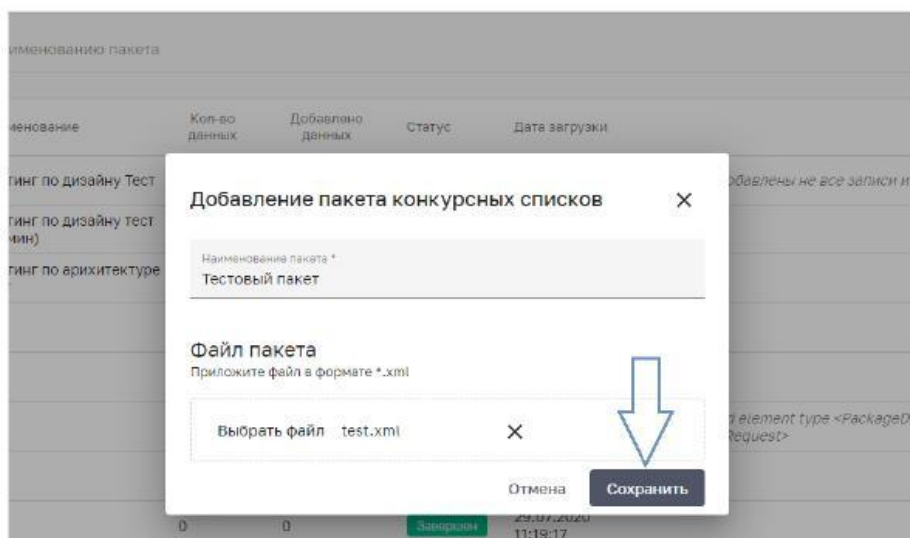 именованию пакета
менование
Кол-во данных
Добавлено данных
Статус
Дата загрузки
тинг по дизайну Тест
обавлены не все записи и
тинг по дизайну тест
мин)
тинг по арихитектуре
Добавление пакета конкурсных списков
Наименование пакета *
Тестовый пакет
Файл пакета
Приложите файл в формате *.xml
Выбрать файл test.xml
d element type <PackageD
Request>
Отмена Сохранить
0 0 Завершен 29.07.2020
11:19:17